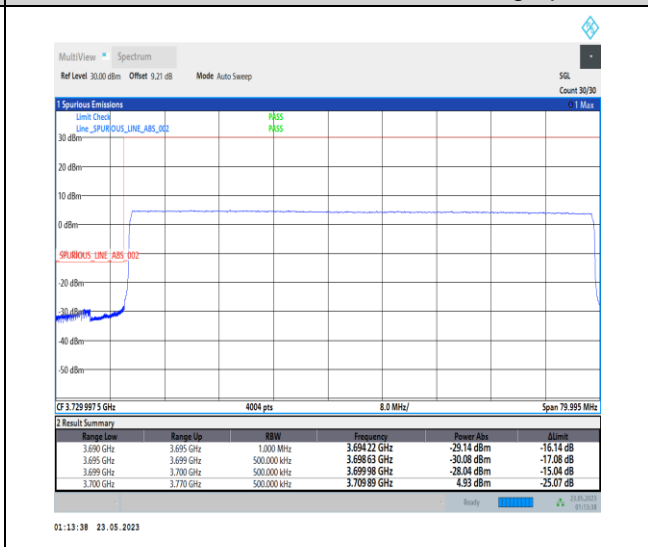 MultiView Spectrum
Ref Level 30.00 dBm Offset 9.21 dB Mode Auto Sweep SGL
Count 30/30
1 Spurious Emissions 1 Max
Limit Check PASS
Line _SPURIOUS_LINE_ABS_002 PASS
30 dBm
20 dBm
10 dBm
0 dBm
_SPURIOUS_LINE_ABS_002
-20 dBm
-30 dBm
-40 dBm
-50 dBm
CF 3.729 997 5 GHz 4004 pts 8.0 MHz/ Span 79.995 MHz
2 Result Summary
Range Low Range Up RBW Frequency Power Abs ΔLimit
3.690 GHz 3.695 GHz 1.000 MHz 3.694 22 GHz -29.14 dBm -16.14 dB
3.695 GHz 3.699 GHz 500.000 kHz 3.698 63 GHz -30.08 dBm -17.08 dB
3.699 GHz 3.700 GHz 500.000 kHz 3.699 98 GHz -28.04 dBm -15.04 dB
3.700 GHz 3.770 GHz 500.000 kHz 3.709 89 GHz 4.93 dBm -25.07 dB
Ready 23.05.2023
01:13:38
01:13:38 23.05.2023